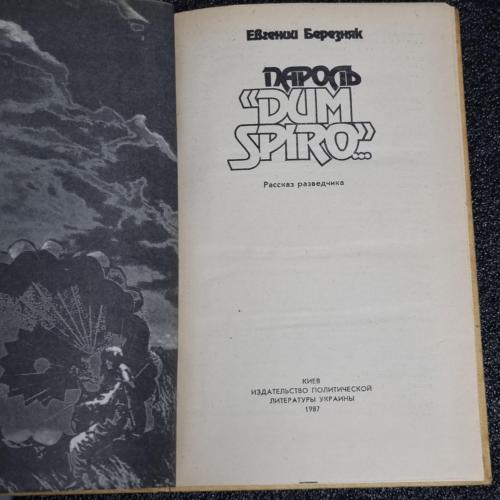 Евгений Березняк
ПАРОЛЬ
"DUM
SPIRO..."
Рассказ разведчика
КИЕВ
ИЗДАТЕЛЬСТВО ПОЛИТИЧЕСКОЙ
ЛИТЕРАТУРЫ УКРАИНЫ
1987